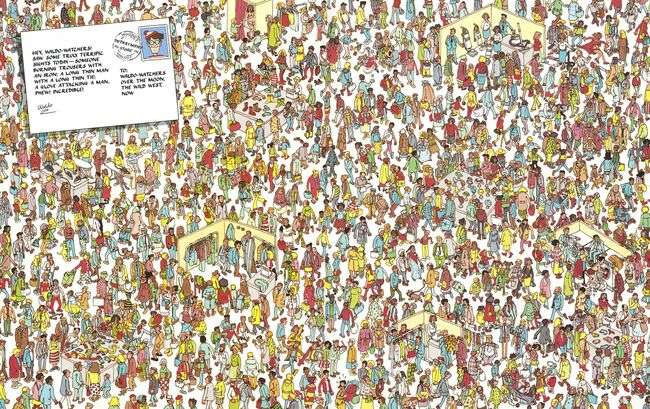 HEY, WALDO-WATCHERS!
SAW SOME TRULY TERRIFIC
SIGHTS TODAY - SOMEONE
BURNING TROUSERS WITH
AN IRON; A LONG THIN MAN
WITH A LONG THIN TIE;
A GLOVE ATTACKING A MAN.
PHEW! INCREDIBLE!
Waldo
TO:
WALDO-WATCHERS
OVER THE MOON,
THE WILD WEST,
NOW